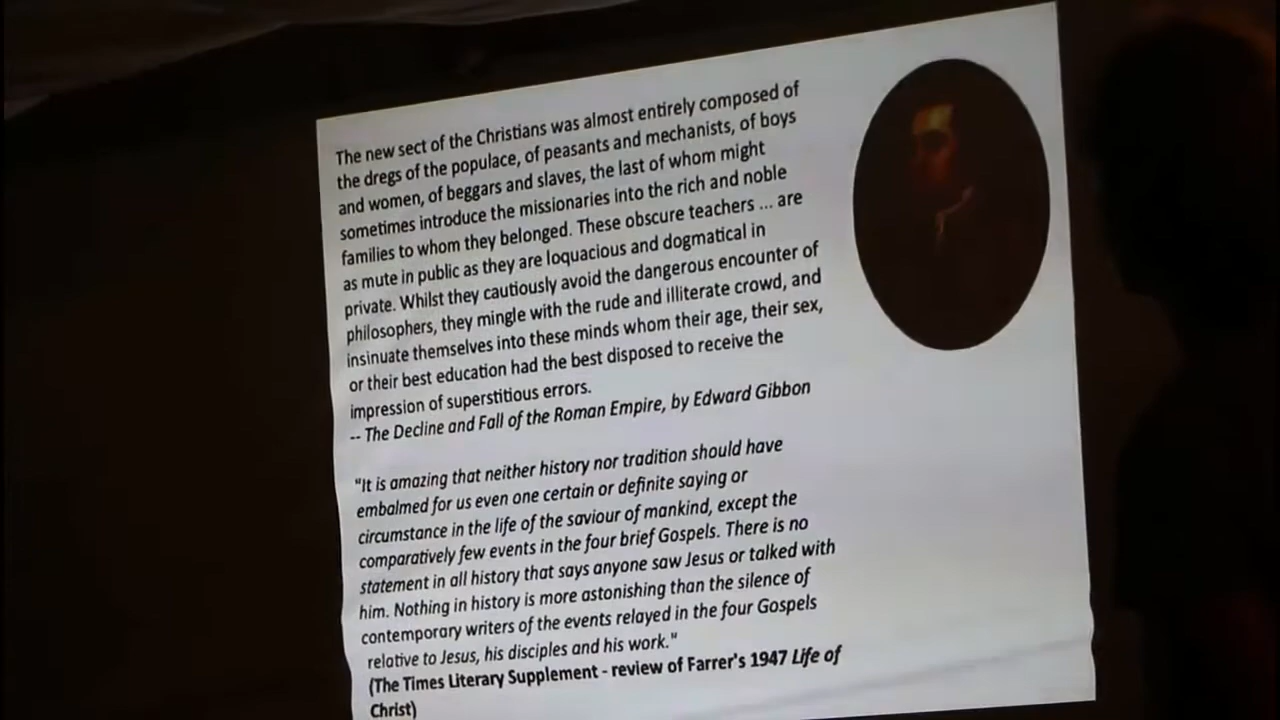 The new sect of the Christians was almost entirely composed of
the dregs of the populace, of peasants and mechanists, of boys
and women, of beggars and slaves, the last of whom might
sometimes introduce the missionaries into the rich and noble
families to whom they belonged. These obscure teachers ... are
as mute in public as they are loquacious and dogmatical in
private. Whilst they cautiously avoid the dangerous encounter of
philosophers, they mingle with the rude and illiterate crowd, and
insinuate themselves into these minds whom their age, their sex,
or their best education had the best disposed to receive the
impression of superstitious errors.
-- The Decline and Fall of the Roman Empire, by Edward Gibbon
"It is amazing that neither history nor tradition should have
embalmed for us even one certain or definite saying or
circumstance in the life of the saviour of mankind, except the
comparatively few events in the four brief Gospels. There is no
statement in all history that says anyone saw Jesus or talked with
him. Nothing in history is more astonishing than the silence of
contemporary writers of the events relayed in the four Gospels
relative to Jesus, his disciples and his work."
(The Times Literary Supplement - review of Farrer's 1947 Life of
Christ)